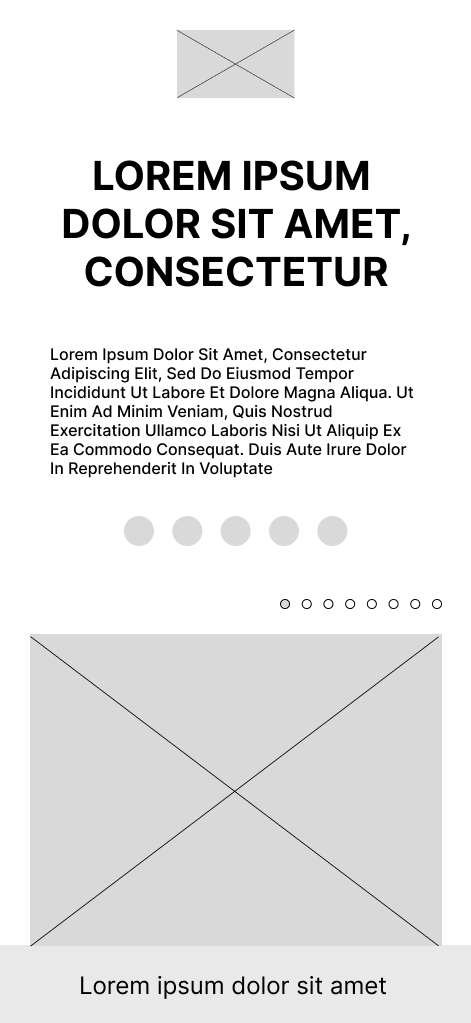 LOREM IPSUM
DOLOR SIT AMET,
CONSECTETUR
Lorem Ipsum Dolor Sit Amet, Consectetur
Adipiscing Elit, Sed Do Eiusmod Tempor
Incididunt Ut Labore Et Dolore Magna Aliqua. Ut
Enim Ad Minim Veniam, Quis Nostrud
Exercitation Ullamco Laboris Nisi Ut Aliquip Ex
Ea Commodo Consequat. Duis Aute Irure Dolor
In Reprehenderit In Voluptate
Lorem ipsum dolor sit amet